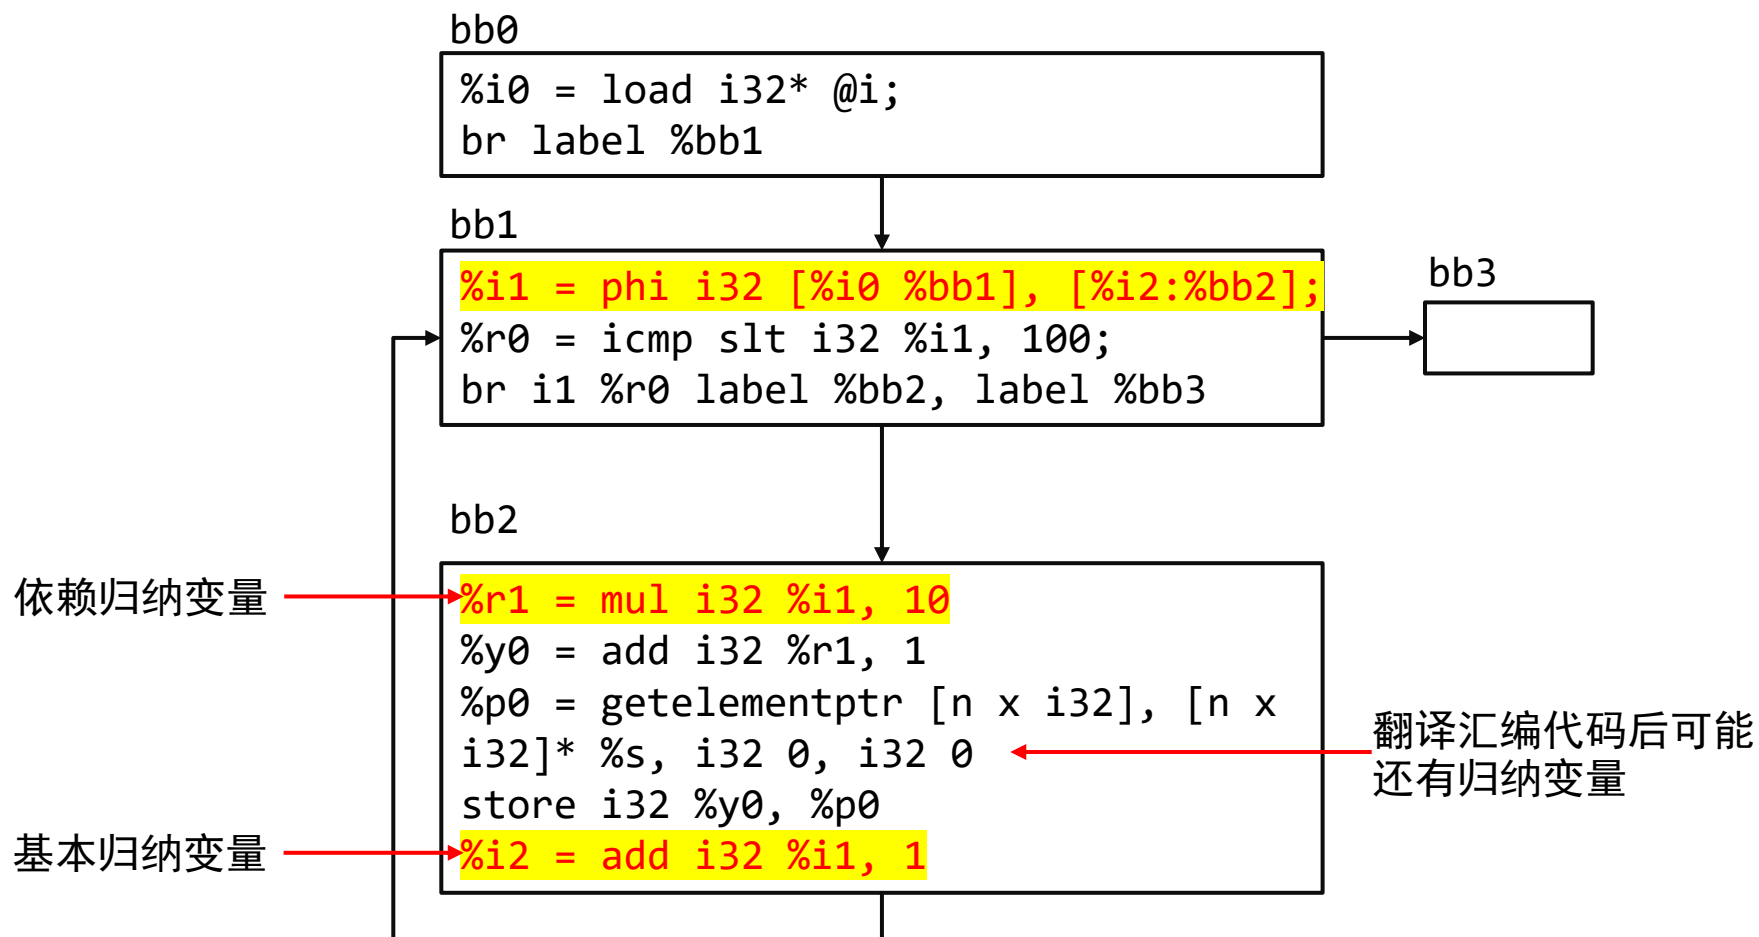 bb0
%i0 = load i32* @i;
br label %bb1
bb1
%i1 = phi i32 [%i0 %bb1], [%i2:%bb2];
%r0 = icmp slt i32 %i1, 100;
br i1 %r0 label %bb2, label %bb3
bb3
bb2
依赖归纳变量
%r1 = mul i32 %i1, 10
%y0 = add i32 %r1, 1
%p0 = getelementptr [n x i32], [n x
i32]* %s, i32 0, i32 0
翻译汇编代码后可能
还有归纳变量
store i32 %y0, %p0
基本归纳变量
%i2 = add i32 %i1, 1